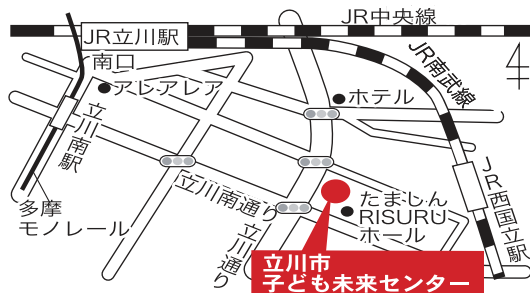 JR中央線
JR立川駅
南口
アレアレア
JR南武線
ホテル
立川南駅
多摩
モノレール
立川南通り
立川通り
たましん
RISURU
ホール
JR西国立駅
立川市
子ども未来センター